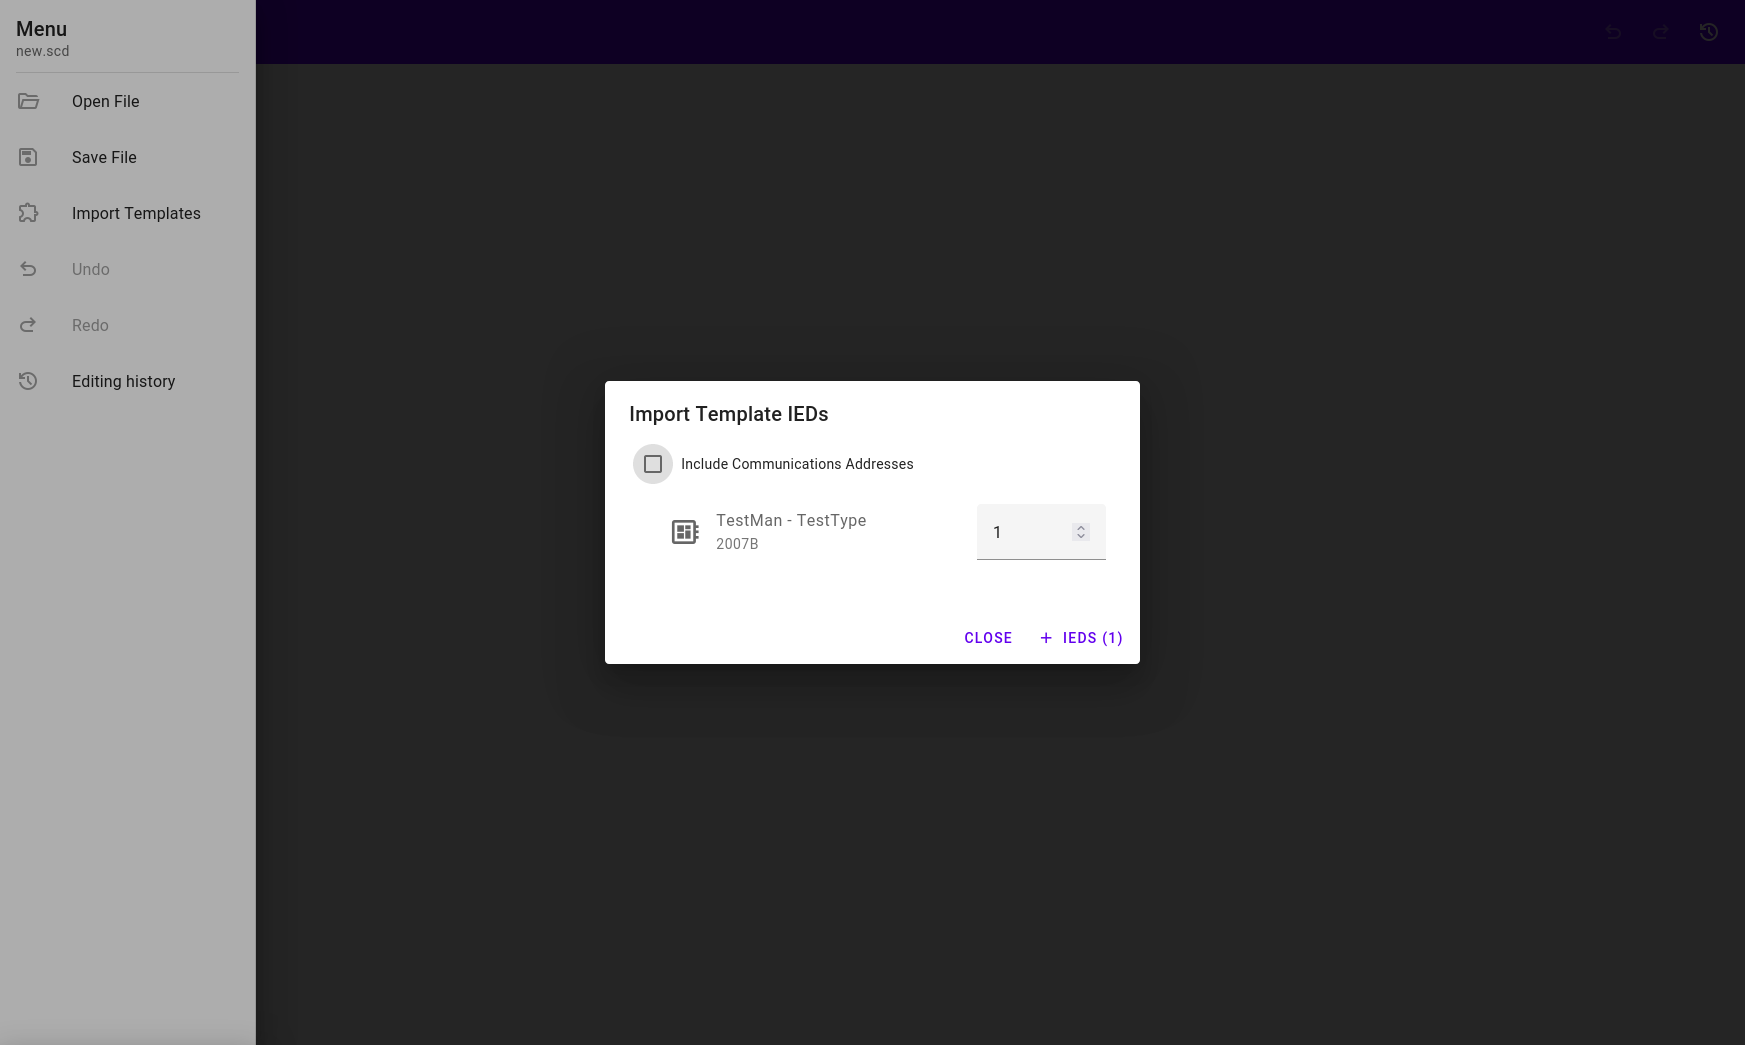 Menu
new.scd
Open File
Save File
Import Templates
Undo
Redo
Editing history
Import Template IEDs
Include Communications Addresses
TestMan - TestType
2007B
1
CLOSE
IEDS (1)